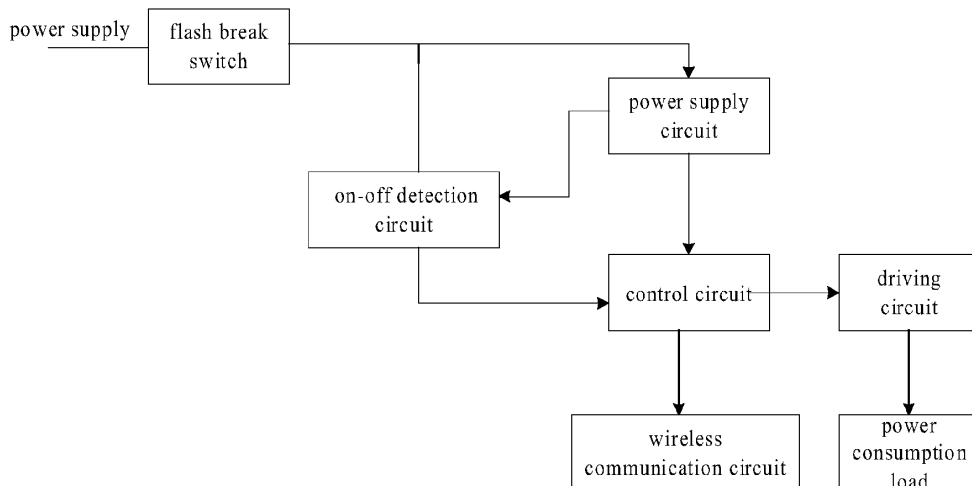 power supply
flash break
switch
power supply
circuit
on-off detection
circuit
control circuit
driving
circuit
wireless
communication circuit
power
consumption
load